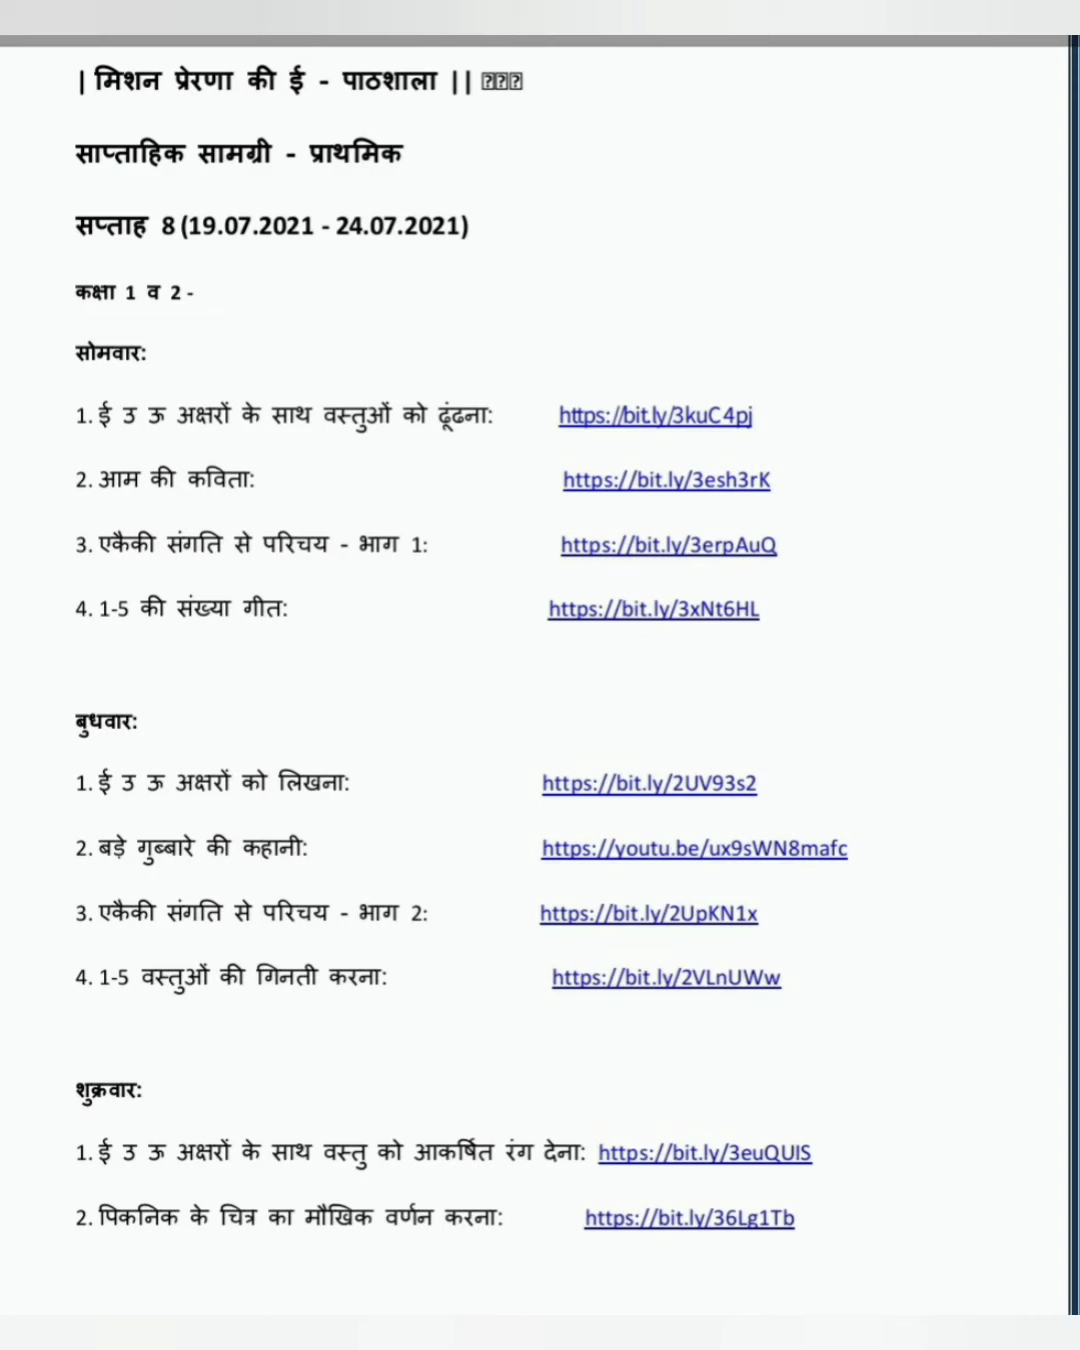 | मिशन प्रेरणा की ई - पाठशाला ||
साप्ताहिक सामग्री - प्राथमिक
सप्ताह 8 (19.07.2021 - 24.07.2021)
कक्षा 1 व 2 -
सोमवार:
1. ई उ ऊ अक्षरों के साथ वस्तुओं को ढूंढना: https://bit.ly/3kuC4pj
2. आम की कविता: https://bit.ly/3esh3rK
3. एकैकी संगति से परिचय - भाग 1: https://bit.ly/3erpAuQ
4. 1-5 की संख्या गीत: https://bit.ly/3xNt6HL
बुधवार:
1. ई उ ऊ अक्षरों को लिखना: https://bit.ly/2UV93s2
2. बड़े गुब्बारे की कहानी: https://youtu.be/ux9sWN8mafc
3. एकैकी संगति से परिचय - भाग 2: https://bit.ly/2UpKN1x
4. 1-5 वस्तुओं की गिनती करना: https://bit.ly/2VLnUWw
शुक्रवार:
1. ई उ ऊ अक्षरों के साथ वस्तु को आकर्षित रंग देना: https://bit.ly/3euQUIS
2. पिकनिक के चित्र का मौखिक वर्णन करना: https://bit.ly/36Lg1Tb